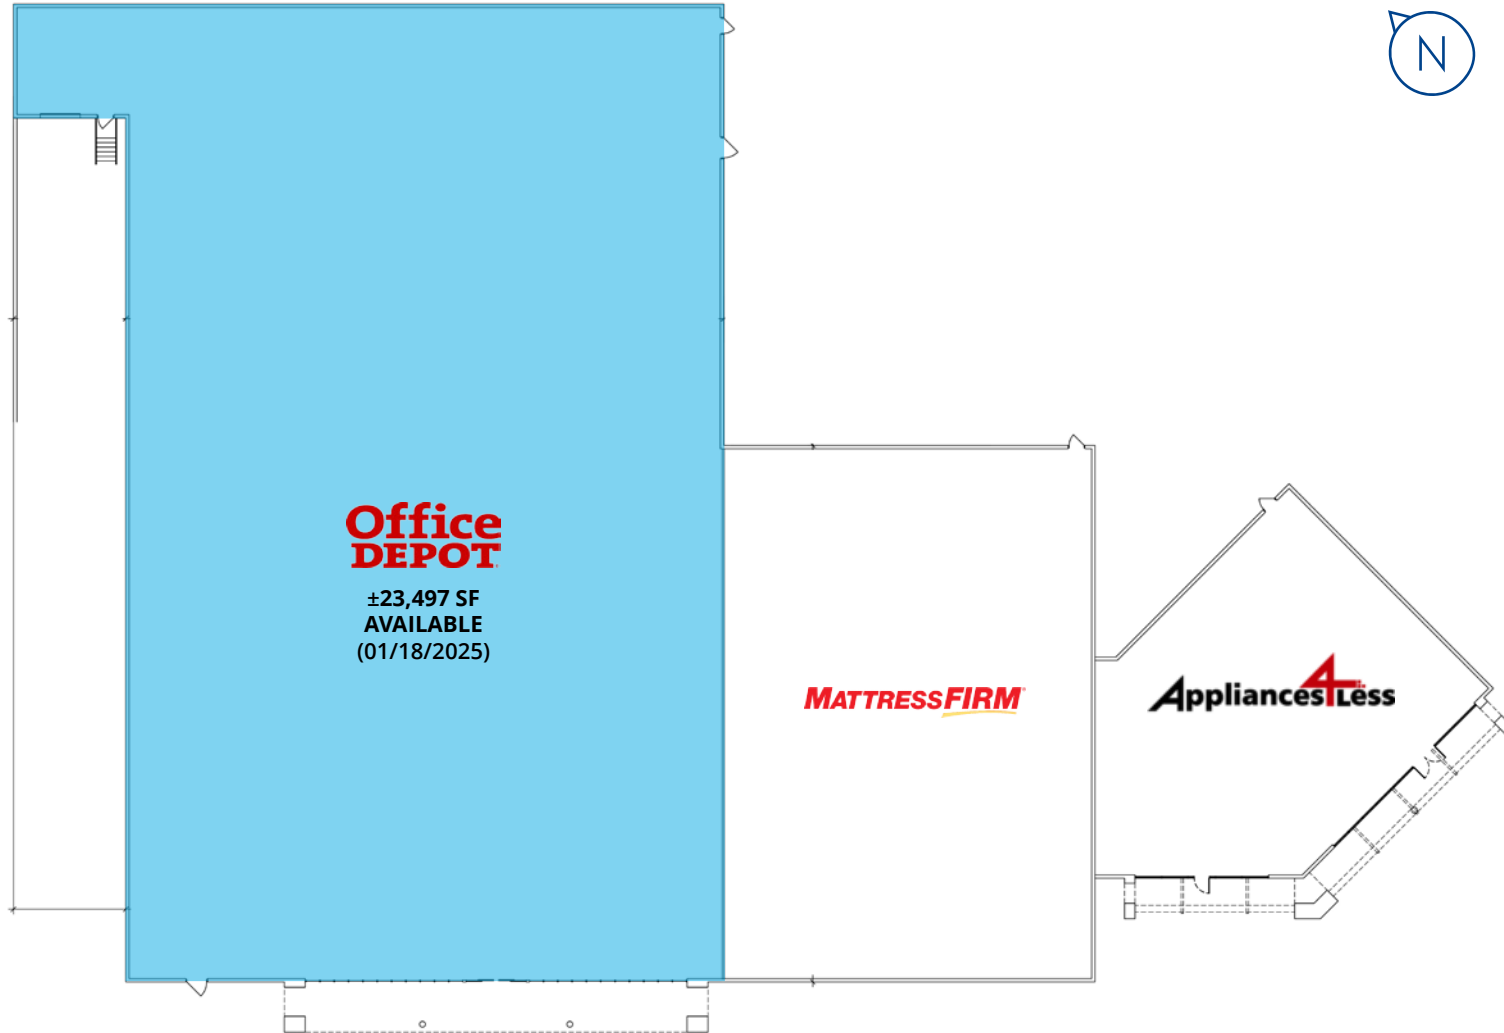 N
Office
DEPOT
±23,497 SF
AVAILABLE
(01/18/2025)
MATTRESSFIRM®
Appliances4Less